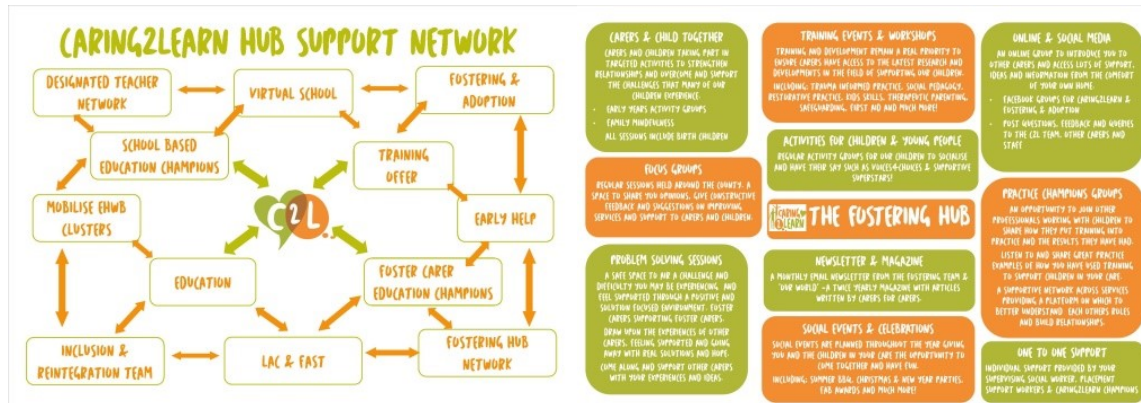 CARING2LEARN HUB SUPPORT NETWORK
DESIGNATED TEACHER
NETWORK
VIRTUAL SCHOOL
FOSTERING &
ADOPTION
SCHOOL BASED
EDUCATION CHAMPIONS
TRAINING
OFFER
MOBILISE EHWB
CLUSTERS
C2L
EARLY HELP
EDUCATION
FOSTER CARER
EDUCATION CHAMPIONS
INCLUSION &
REINTEGRATION TEAM
LAC & FAST
FOSTERING HUB
NETWORK
CARERS & CHILD TOGETHER
CARERS AND CHILDREN TAKING PART IN
TARGETED ACTIVITIES TO STRENGTHEN
RELATIONSHIPS AND OVERCOME AND SUPPORT
THE CHALLENGES THAT MANY OF OUR
CHILDREN EXPERIENCE
• EARLY YEARS ACTIVITY GROUPS
• FAMILY MINDFULNESS
ALL SESSIONS INCLUDE BIRTH CHILDREN
FOCUS GROUPS
REGULAR SESSIONS HELD AROUND THE COUNTY. A
SPACE TO SHARE YOU OPINIONS, GIVE CONSTRUCTIVE
FEEDBACK AND SUGGESTIONS ON IMPROVING
SERVICES AND SUPPORT TO CARERS AND CHILDREN.
PROBLEM SOLVING SESSIONS
A SAFE SPACE TO AIR A CHALLENGE AND
DIFFICULTY YOU MAY BE EXPERIENCING AND
FEEL SUPPORTED THROUGH A POSITIVE AND
SOLUTION FOCUSED ENVIRONMENT. FOSTER
CARERS SUPPORTING FOSTER CARERS.
DRAW UPON THE EXPERIENCES OF OTHER
CARERS, FEELING SUPPORTED AND GOING
AWAY WITH REAL SOLUTIONS AND HOPE.
COME ALONG AND SUPPORT OTHER CARERS
WITH YOUR EXPERIENCES AND IDEAS.
TRAINING EVENTS & WORKSHOPS
TRAINING AND DEVELOPMENT REMAIN A REAL PRIORITY TO
ENSURE CARERS HAVE ACCESS TO THE LATEST RESEARCH AND
DEVELOPMENTS IN THE FIELD OF SUPPORTING OUR CHILDREN.
INCLUDING: TRAUMA INFORMED PRACTICE, SOCIAL PEDAGOGY,
RESTORATIVE PRACTICE, KIDS SKILLS, THERAPEUTIC PARENTING,
SAFEGUARDING, FIRST AID AND MUCH MORE!
ACTIVITIES FOR CHILDREN & YOUNG PEOPLE
REGULAR ACTIVITY GROUPS FOR OUR CHILDREN TO SOCIALISE
AND HAVE THEIR SAY SUCH AS VOICES4CHOICES & SUPPORTIVE
SUPERSTARS!
CARING
2LEARN
THE FOSTERING HUB
NEWSLETTER & MAGAZINE
A MONTHLY EMAIL NEWSLETTER FROM THE FOSTERING TEAM &
'OUR WORLD' -A TWICE YEARLY MAGAZINE WITH ARTICLES
WRITTEN BY CARERS FOR CARERS.
SOCIAL EVENTS & CELEBRATIONS
SOCIAL EVENTS ARE PLANNED THROUGHOUT THE YEAR GIVING
YOU AND THE CHILDREN IN YOUR CARE THE OPPORTUNITY TO
COME TOGETHER AND HAVE FUN.
INCLUDING: SUMMER BBQ, CHRISTMAS & NEW YEAR PARTIES,
FAB AWARDS AND MUCH MORE!
ONLINE & SOCIAL MEDIA
AN ONLINE GROUP TO INTRODUCE YOU TO
OTHER CARERS AND ACCESS LOTS OF SUPPORT,
IDEAS AND INFORMATION FROM THE COMFORT
OF YOUR OWN HOME.
• FACEBOOK GROUPS FOR CARING2LEARN &
FOSTERING & ADOPTION
• POST QUESTIONS, FEEDBACK AND QUERIES
TO THE C2L TEAM, OTHER CARERS AND
STAFF
PRACTICE CHAMPIONS GROUPS
AN OPPORTUNITY TO JOIN OTHER
PROFESSIONALS WORKING WITH CHILDREN TO
SHARE HOW THEY PUT TRAINING INTO
PRACTICE AND THE RESULTS THEY HAVE HAD.
LISTEN TO AND SHARE GREAT PRACTICE
EXAMPLES OF HOW YOU HAVE USED TRAINING
TO SUPPORT CHILDREN IN YOUR CARE.
A SUPPORTIVE NETWORK ACROSS SERVICES
PROVIDING A PLATFORM ON WHICH TO
BETTER UNDERSTAND EACH OTHERS ROLES
AND BUILD RELATIONSHIPS.
ONE TO ONE SUPPORT
INDIVIDUAL SUPPORT PROVIDED BY YOUR
SUPERVISING SOCIAL WORKER, PLACEMENT
SUPPORT WORKERS & CARING2LEARN CHAMPIONS